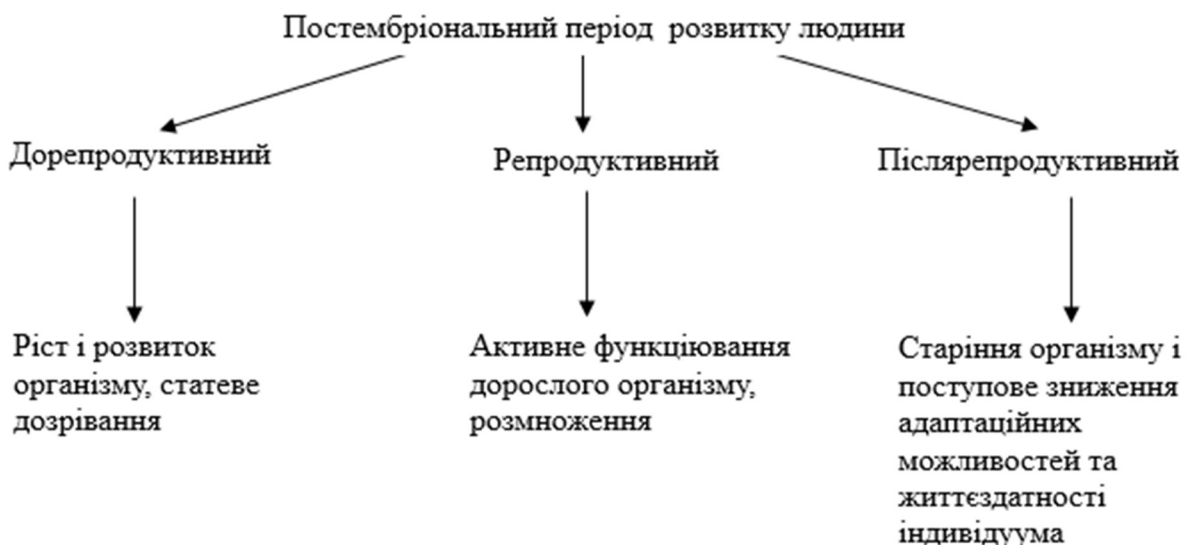 Постембріональний період розвитку людини
Дорепродуктивний
Репродуктивний
Післярепродуктивний
Ріст і розвиток
організму, статеве
дозрівання
Активне функціювання
дорослого організму,
розмноження
Старіння організму і
поступове зниження
адаптаційних
можливостей та
життєздатності
індивідуума